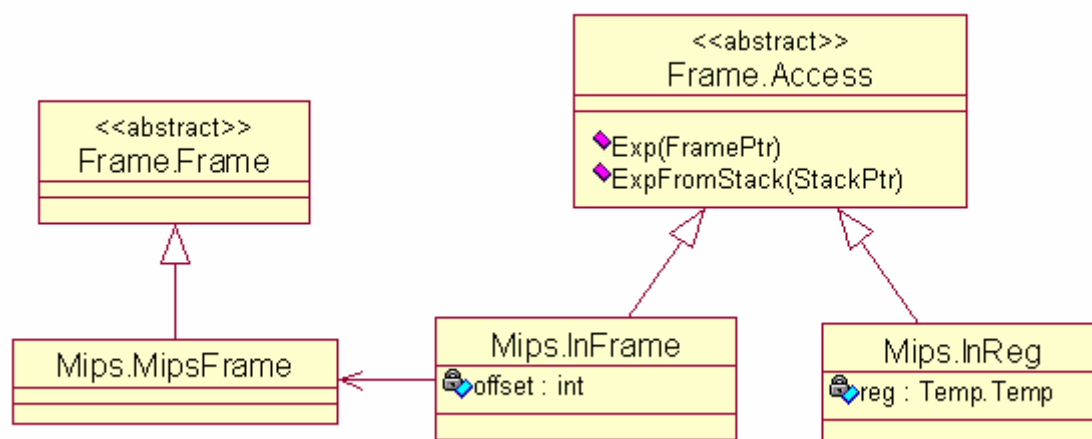 <<abstract>>
Frame.Access
Exp(FramePtr)
ExpFromStack(StackPtr)
<<abstract>>
Frame.Frame
Mips.MipsFrame
Mips.InFrame
offset : int
Mips.InReg
reg : Temp.Temp